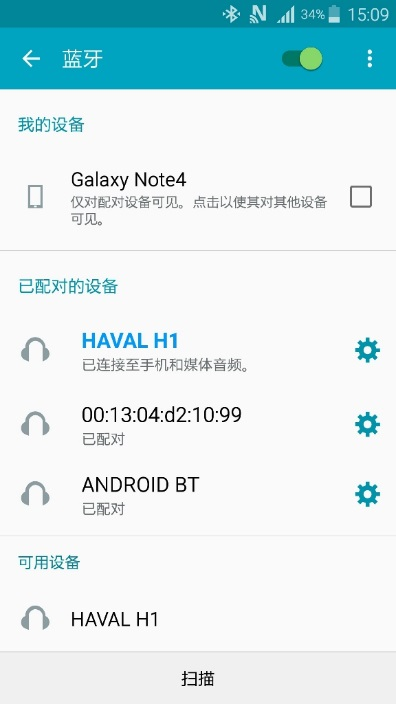 34% 15:09
蓝牙
我的设备
Galaxy Note4
仅对配对设备可见。点击以使其对其他设备
可见。
已配对的设备
HAVAL H1
已连接至手机和媒体音频。
00:13:04:d2:10:99
已配对
ANDROID BT
已配对
可用设备
HAVAL H1
扫描